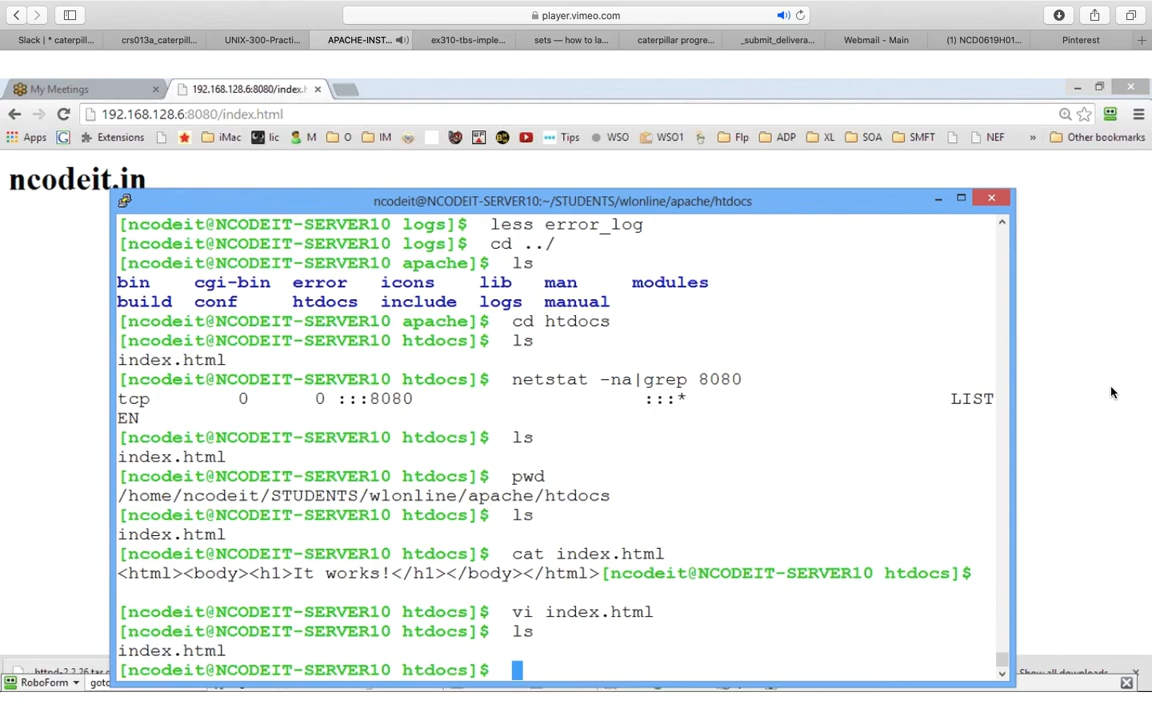 player.vimeo.com
Slack | * caterpill...
crs013a_caterpill...
UNIX-300-Practi...
APACHE-INST...
ex310-tbs-imple...
sets — how to la...
caterpillar progre...
_submit_delivera...
Webmail - Main
(1) NCD0619H01...
Pinterest
My Meetings
192.168.128.6:8080/index.h
192.168.128.6:8080/index.html
Apps
Extensions
iMac
lic
M
O
IM
Tips
WSO
WSO1
Flp
ADP
XL
SOA
SMFT
NEF
»
Other bookmarks
ncodeit.in
ncodeit@NCODEIT-SERVER10:~/STUDENTS/wlonline/apache/htdocs
[ncodeit@NCODEIT-SERVER10 logs]$ less error_log
[ncodeit@NCODEIT-SERVER10 logs]$ cd ../
[ncodeit@NCODEIT-SERVER10 apache]$ ls
bin cgi-bin error icons lib man modules
build conf htdocs include logs manual
[ncodeit@NCODEIT-SERVER10 apache]$ cd htdocs
[ncodeit@NCODEIT-SERVER10 htdocs]$ ls
index.html
[ncodeit@NCODEIT-SERVER10 htdocs]$ netstat -na|grep 8080
tcp 0 0 :::8080 :::* LIST
EN
[ncodeit@NCODEIT-SERVER10 htdocs]$ ls
index.html
[ncodeit@NCODEIT-SERVER10 htdocs]$ pwd
/home/ncodeit/STUDENTS/wlonline/apache/htdocs
[ncodeit@NCODEIT-SERVER10 htdocs]$ ls
index.html
[ncodeit@NCODEIT-SERVER10 htdocs]$ cat index.html
<html><body><h1>It works!</h1></body></html>[ncodeit@NCODEIT-SERVER10 htdocs]$
[ncodeit@NCODEIT-SERVER10 htdocs]$ vi index.html
[ncodeit@NCODEIT-SERVER10 htdocs]$ ls
index.html
[ncodeit@NCODEIT-SERVER10 htdocs]$
Show all downloads...
RoboForm
goto